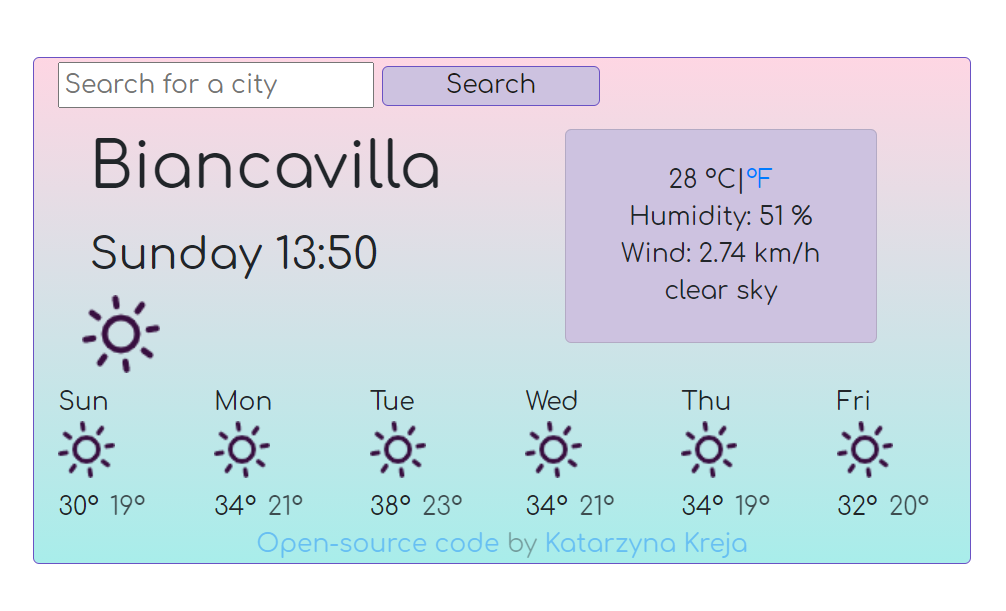 Search for a city Search
Biancavilla
Sunday 13:50
28 °C|°F
Humidity: 51 %
Wind: 2.74 km/h
clear sky
Sun Mon Tue Wed Thu Fri
30° 19° 34° 21° 38° 23° 34° 21° 34° 19° 32° 20°
Open-source code by Katarzyna Kreja